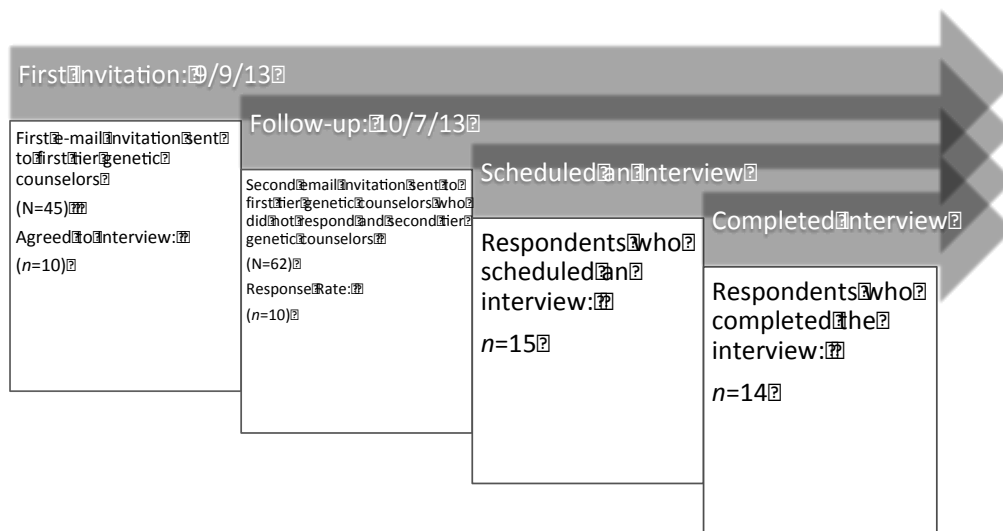 First Invitation: 9/9/13
First e-mail invitation sent
to first tier genetic
counselors
(N=45)
Agreed to Interview:
(n=10)
Follow-up: 10/7/13
Second email invitation sent to
first tier genetic counselors who
did not respond and second tier
genetic counselors
(N=62)
Response Rate:
(n=10)
Scheduled an Interview
Respondents who
scheduled an
interview:
n=15
Completed Interview
Respondents who
completed the
interview:
n=14